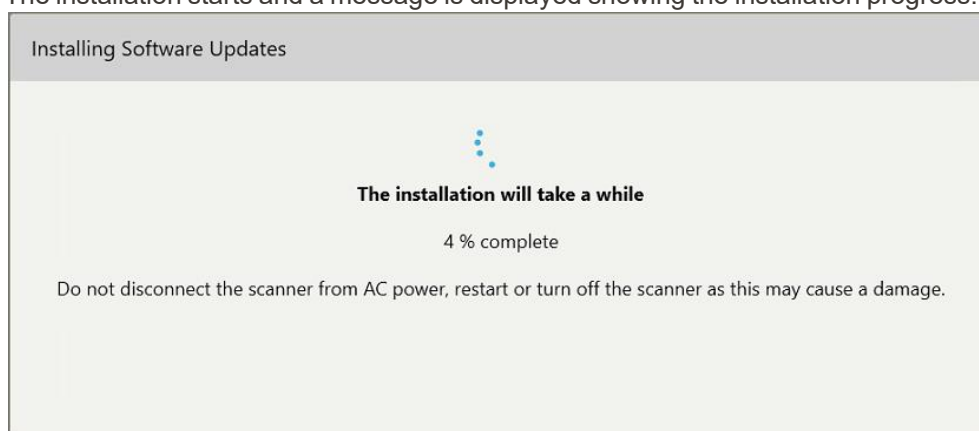 The installation starts and a message is displayed showing the installation progress.
Installing Software Updates
The installation will take a while
4 % complete
Do not disconnect the scanner from AC power, restart or turn off the scanner as this may cause a damage.